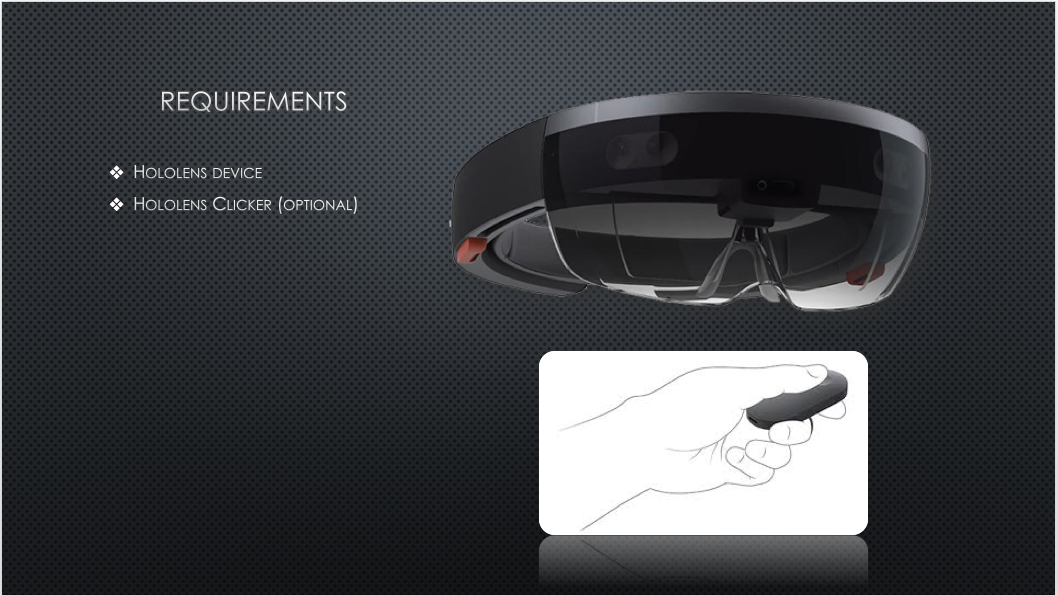 REQUIREMENTS
❖ HOLOLENS DEVICE
❖ HOLOLENS CLICKER (OPTIONAL)